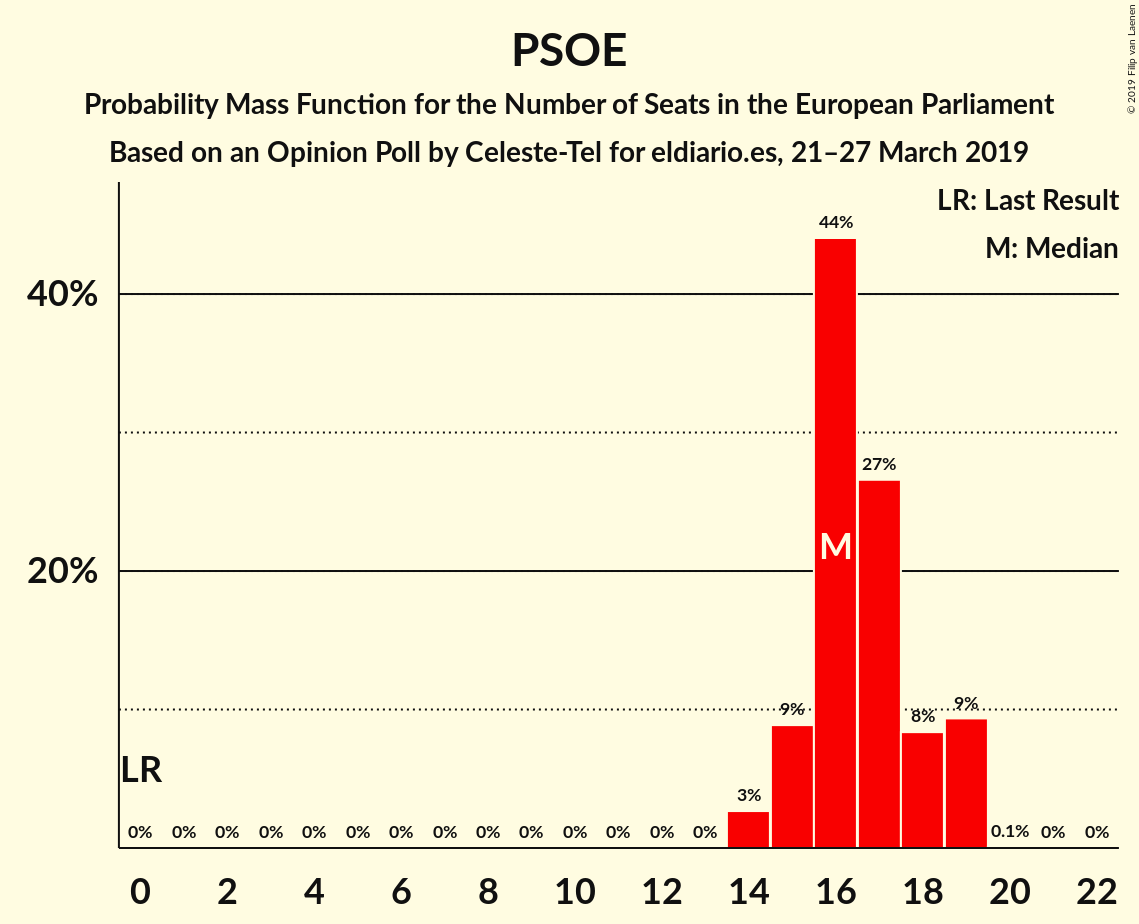 PSOE
Probability Mass Function for the Number of Seats in the European Parliament
Based on an Opinion Poll by Celeste-Tel for eldiario.es, 21–27 March 2019
© 2019 Filip van Laenen
LR: Last Result
M: Median
44%
40%
27%
M
20%
9% 8% 9%
LR
3%
0% 0% 0% 0% 0% 0% 0% 0% 0% 0% 0% 0% 0% 0% 0.1% 0% 0%
0 2 4 6 8 10 12 14 16 18 20 22